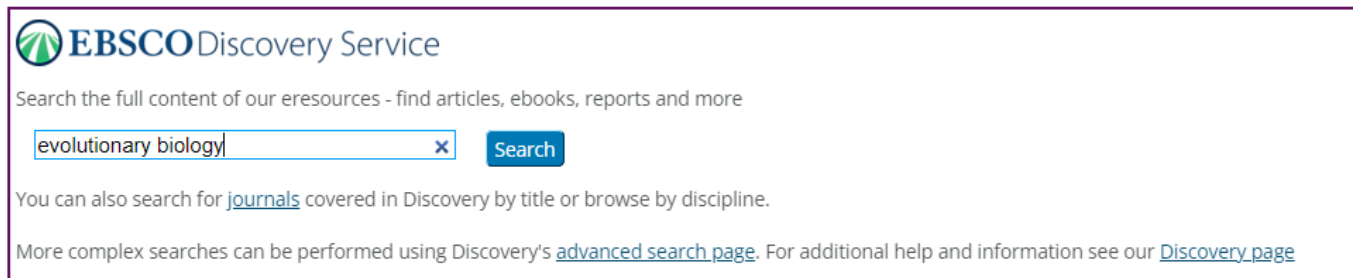 EBSCO Discovery Service
Search the full content of our eresources - find articles, ebooks, reports and more
evolutionary biology × Search
You can also search for journals covered in Discovery by title or browse by discipline.
More complex searches can be performed using Discovery's advanced search page. For additional help and information see our Discovery page